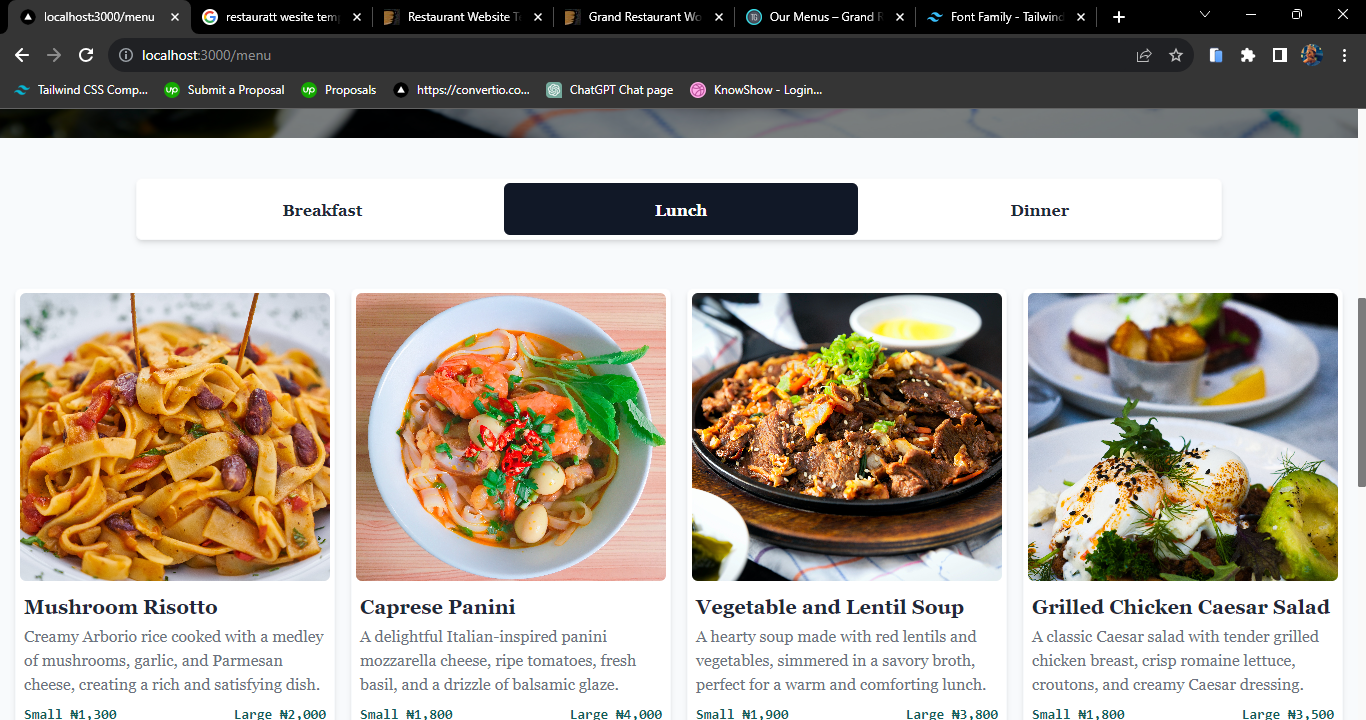 localhost:3000/menu
restauratt wesite tem
Restaurant Website T
Grand Restaurant Wo
Our Menus – Grand R
Font Family - Tailwind
localhost:3000/menu
Tailwind CSS Comp...
up Submit a Proposal
up Proposals
https://convertio.co...
ChatGPT Chat page
KnowShow - Login...
Breakfast
Lunch
Dinner
Mushroom Risotto
Creamy Arborio rice cooked with a medley
of mushrooms, garlic, and Parmesan
cheese, creating a rich and satisfying dish.
Small ₦1,300 Large ₦2,000
Caprese Panini
A delightful Italian-inspired panini
mozzarella cheese, ripe tomatoes, fresh
basil, and a drizzle of balsamic glaze.
Small ₦1,800 Large ₦4,000
Vegetable and Lentil Soup
A hearty soup made with red lentils and
vegetables, simmered in a savory broth,
perfect for a warm and comforting lunch.
Small ₦1,900 Large ₦3,800
Grilled Chicken Caesar Salad
A classic Caesar salad with tender grilled
chicken breast, crisp romaine lettuce,
croutons, and creamy Caesar dressing.
Small ₦1,800 Large ₦3,500